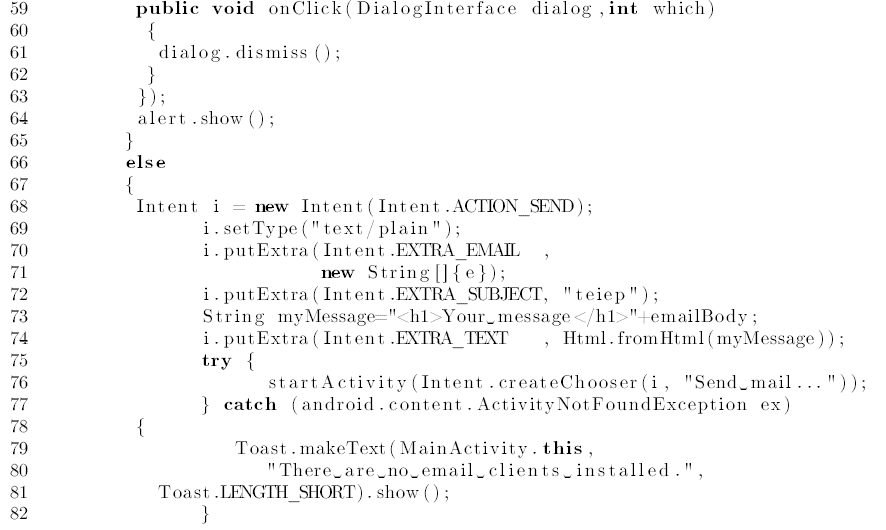 59 public void onClick(DialogInterface dialog,int which)
60 {
61 dialog.dismiss();
62 }
63 });
64 alert.show();
65 }
66 else
67 {
68 Intent i = new Intent(Intent.ACTION_SEND);
69 i.setType("text/plain");
70 i.putExtra(Intent.EXTRA_EMAIL ,
71 new String[]{e});
72 i.putExtra(Intent.EXTRA_SUBJECT, "teiep");
73 String myMessage="<h1>Your␣message</h1>"+emailBody;
74 i.putExtra(Intent.EXTRA_TEXT , Html.fromHtml(myMessage));
75 try {
76 startActivity(Intent.createChooser(i, "Send␣mail..."));
77 } catch (android.content.ActivityNotFoundException ex)
78 {
79 Toast.makeText(MainActivity.this,
80 "There␣are␣no␣email␣clients␣installed.",
81 Toast.LENGTH_SHORT).show();
82 }